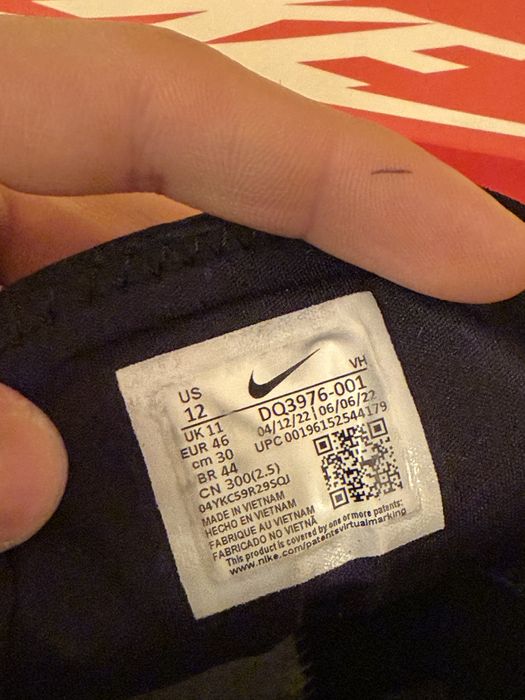 US
12
UK 11
EUR 46
cm 30
BR 44
CN 300(2.5)
04YKC59R29SQJ
VH
DQ3976-001
04/12/22 | 06/06/22
UPC 00196152544179
MADE IN VIETNAM
HECHO EN VIETNAM
FABRIQUE AU VIETNAM
FABRICADO NO VIETNÃ
This product is covered by one or more patents:
www.nike.com/patentsvirtualmarking